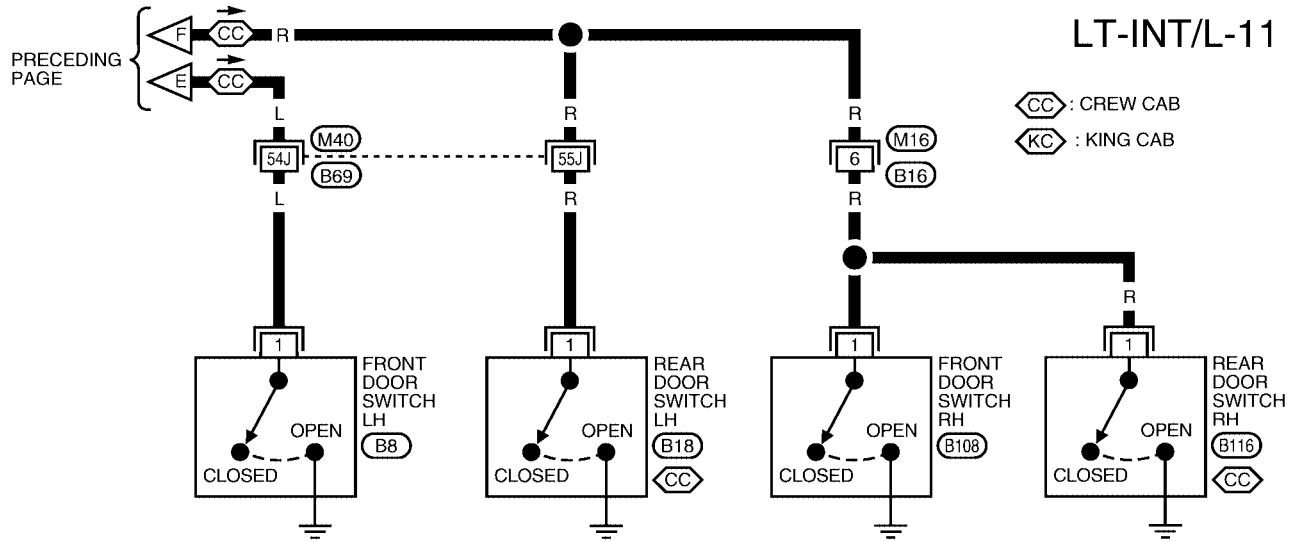 LT-INT/L-11
PRECEDING
PAGE
F
CC
R
E
CC
CC : CREW CAB
KC : KING CAB
L
R
R
54J
M40
B69
55J
6
M16
B16
L
R
R
R
1
1
1
1
FRONT
DOOR
SWITCH
LH
B8
OPEN
CLOSED
REAR
DOOR
SWITCH
LH
B18
CC
OPEN
CLOSED
FRONT
DOOR
SWITCH
RH
B108
OPEN
CLOSED
REAR
DOOR
SWITCH
RH
B116
CC
OPEN
CLOSED